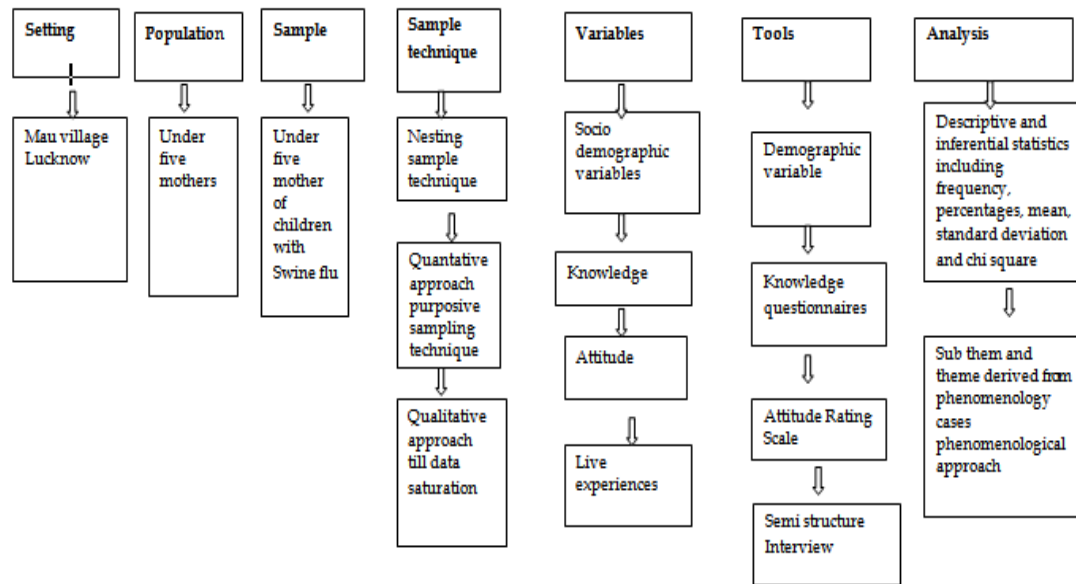 Setting
Population
Sample
Sample
technique
Variables
Tools
Analysis
Mau village
Lucknow
Under
five
mothers
Under
five
mother
of
children
with
Swine flu
Nesting
sample
technique
Quantative
approach
purposive
sampling
technique
Qualitative
approach
till data
saturation
Socio
demographic
variables
Knowledge
Attitude
Live
experiences
Demographic
variable
Knowledge
questionnaires
Attitude Rating
Scale
Semi structure
Interview
Descriptive and
inferential statistics
including
frequency,
percentages, mean,
standard deviation
and chi square
Sub them and
theme derived from
phenomenology
cases
phenomenological
approach